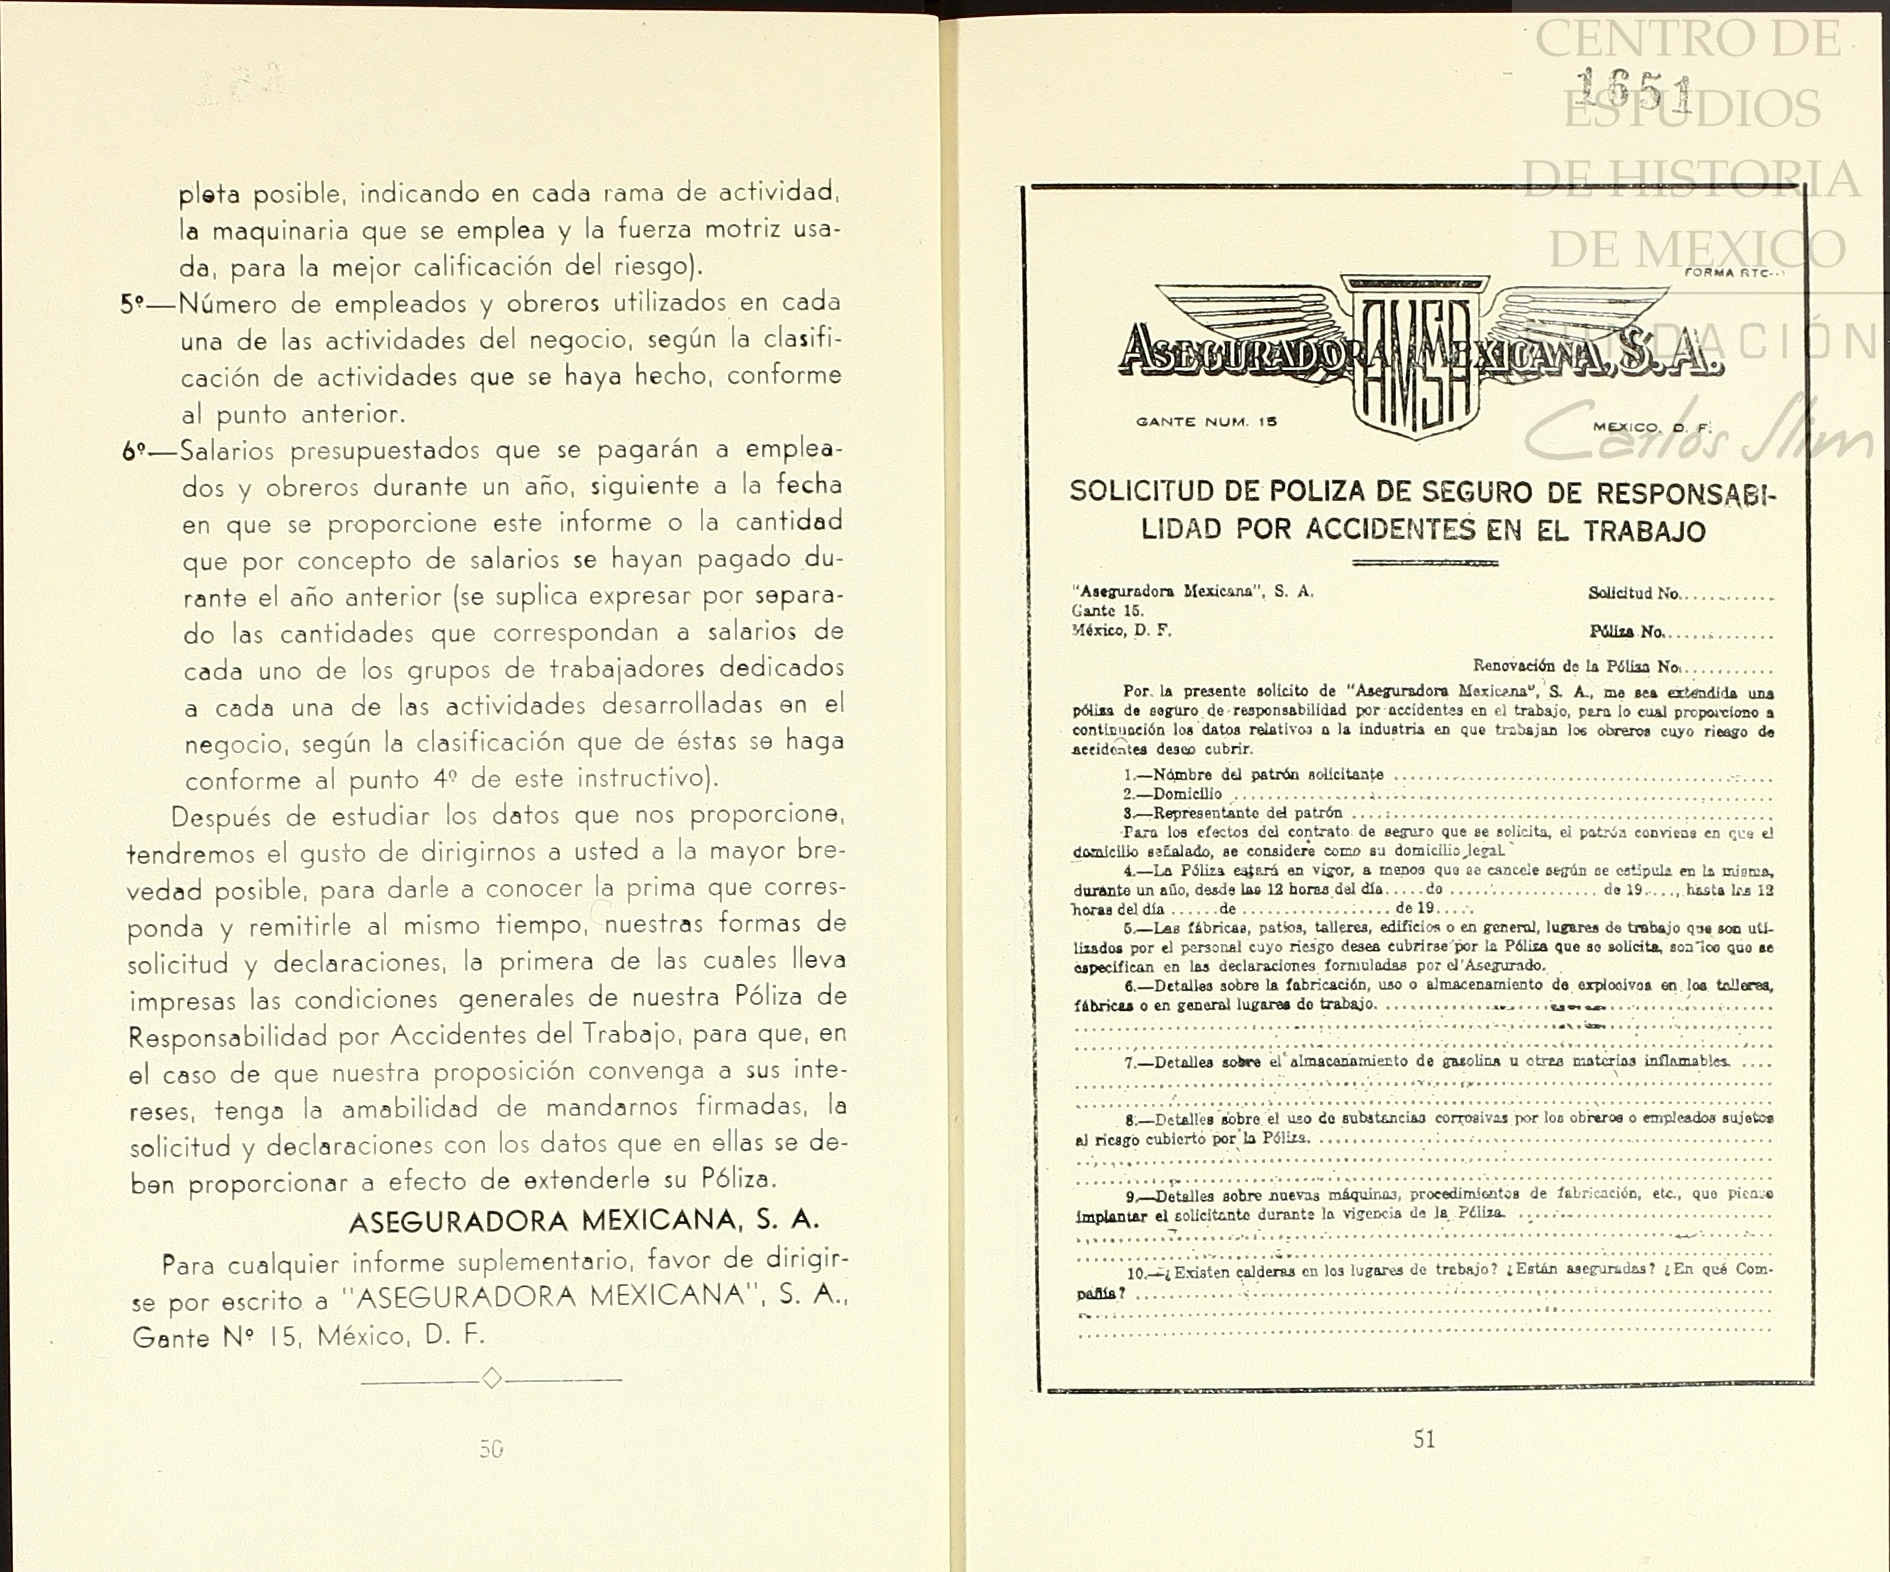 pleta posible, indicando en cada rama de actividad,
la maquinaria que se emplea y la fuerza motriz usa-
da, para la mejor calificación del riesgo).
5º—Número de empleados y obreros utilizados en cada
una de las actividades del negocio, según la clasifi-
cación de actividades que se haya hecho, conforme
al punto anterior.
6º—Salarios presupuestados que se pagarán a emplea-
dos y obreros durante un año, siguiente a la fecha
en que se proporcione este informe o la cantidad
que por concepto de salarios se hayan pagado du-
rante el año anterior (se suplica expresar por separa-
do las cantidades que correspondan a salarios de
cada uno de los grupos de trabajadores dedicados
a cada una de las actividades desarrolladas en el
negocio, según la clasificación que de éstas se haga
conforme al punto 4º de este instructivo).
Después de estudiar los datos que nos proporcione,
tendremos el gusto de dirigirnos a usted a la mayor bre-
vedad posible, para darle a conocer la prima que corres-
ponda y remitirle al mismo tiempo, nuestras formas de
solicitud y declaraciones, la primera de las cuales lleva
impresas las condiciones generales de nuestra Póliza de
Responsabilidad por Accidentes del Trabajo, para que, en
el caso de que nuestra proposición convenga a sus inte-
reses, tenga la amabilidad de mandarnos firmadas, la
solicitud y declaraciones con los datos que en ellas se de-
ben proporcionar a efecto de extenderle su Póliza.
ASEGURADORA MEXICANA, S. A.
Para cualquier informe suplementario, favor de dirigir-
se por escrito a "ASEGURADORA MEXICANA", S. A.,
Gante Nº 15, México, D. F.
50
CENTRO DE
ESTUDIOS
DE HISTORIA
DE MEXICO
FUNDACIÓN
Carlos Slim
1651
FORMA RTC-
AMSA
ASEGURADORA MEXICANA, S. A.
GANTE NUM. 15 MEXICO, D. F.
SOLICITUD DE POLIZA DE SEGURO DE RESPONSABI-
LIDAD POR ACCIDENTES EN EL TRABAJO
"Aseguradora Mexicana", S. A. Solicitud No.............
Gante 15.
México, D. F. Póliza No..............
Renovación de la Póliza No............
Por la presente solicito de "Aseguradora Mexicana", S. A., me sea extendida una
póliza de seguro de responsabilidad por accidentes en el trabajo, para lo cual proporciono a
continuación los datos relativos a la industria en que trabajan los obreros cuyo riesgo de
accidentes deseo cubrir.
1.—Nombre del patrón solicitante ..........
2.—Domicilio ..........
3.—Representante del patrón ..........
Para los efectos del contrato de seguro que se solicita, el patrón conviene en que el
domicilio señalado, se considere como su domicilio legal.
4.—La Póliza estará en vigor, a menos que se cancele según se estipula en la misma,
durante un año, desde las 12 horas del día ..... de .................... de 19....., hasta las 12
horas del día ...... de .................. de 19.....
5.—Las fábricas, patios, talleres, edificios o en general, lugares de trabajo que son uti-
lizados por el personal cuyo riesgo desea cubrirse por la Póliza que se solicita, son los que se
especifican en las declaraciones formuladas por el Asegurado.
6.—Detalles sobre la fabricación, uso o almacenamiento de explosivos en los talleres,
fábricas o en general lugares de trabajo. ..........
7.—Detalles sobre el almacenamiento de gasolina u otras materias inflamables. ....
8.—Detalles sobre el uso de substancias corrosivas por los obreros o empleados sujetos
al riesgo cubierto por la Póliza. ..........
9.—Detalles sobre nuevas máquinas, procedimientos de fabricación, etc., que piense
implantar el solicitante durante la vigencia de la Póliza. ..........
10.—¿Existen calderas en los lugares de trabajo? ¿Están aseguradas? ¿En qué Com-
pañía? ..........
51